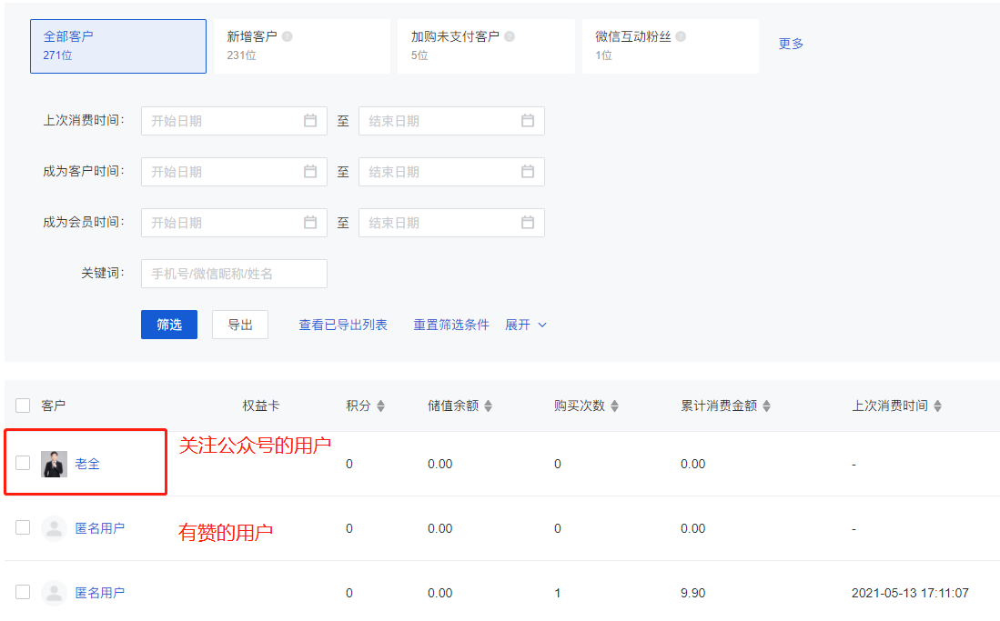 全部客户
271位
新增客户
231位
加购未支付客户
5位
微信互动粉丝
1位
更多
上次消费时间： 开始日期 至 结束日期
成为客户时间： 开始日期 至 结束日期
成为会员时间： 开始日期 至 结束日期
关键词： 手机号/微信昵称/姓名
筛选 导出 查看已导出列表 重置筛选条件 展开
客户 权益卡 积分 储值余额 购买次数 累计消费金额 上次消费时间
关注公众号的用户
老全 0 0.00 0 0.00 -
匿名用户 有赞的用户 0 0.00 0 0.00 -
匿名用户 0 0.00 1 9.90 2021-05-13 17:11:07